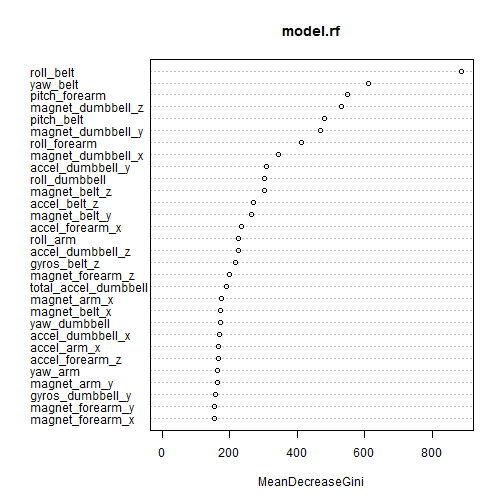 model.rf
roll_belt
yaw_belt
pitch_forearm
magnet_dumbbell_z
pitch_belt
magnet_dumbbell_y
roll_forearm
magnet_dumbbell_x
accel_dumbbell_y
roll_dumbbell
magnet_belt_z
accel_belt_z
magnet_belt_y
accel_forearm_x
roll_arm
accel_dumbbell_z
gyros_belt_z
magnet_forearm_z
total_accel_dumbbell
magnet_arm_x
magnet_belt_x
yaw_dumbbell
accel_dumbbell_x
accel_arm_x
accel_forearm_z
yaw_arm
magnet_arm_y
gyros_dumbbell_y
magnet_forearm_y
magnet_forearm_x
0 200 400 600 800
MeanDecreaseGini